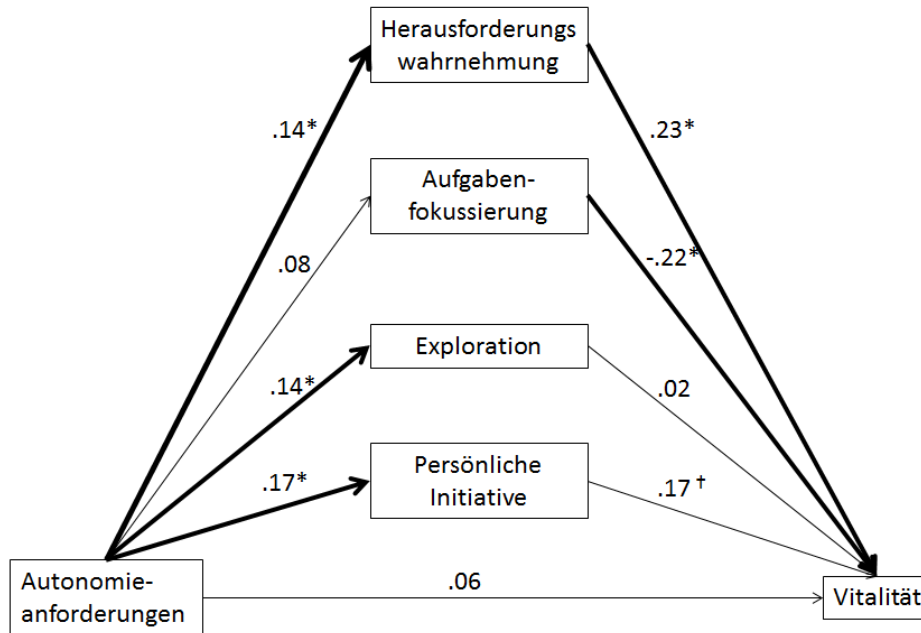 Herausforderungs
wahrnehmung
.14*
.23*
Aufgaben-
fokussierung
.08
-.22*
Exploration
.14*
.02
Persönliche
Initiative
.17*
.17 †
Autonomie-
anforderungen
.06
Vitalität